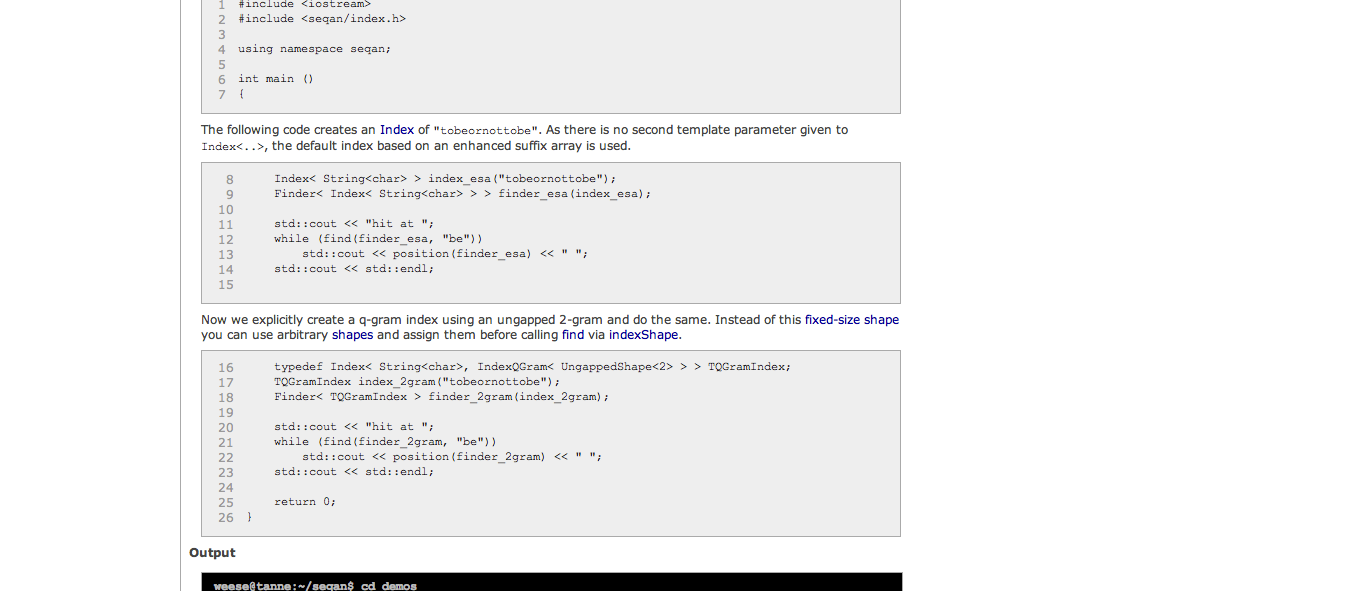 1 #include <iostream>
2 #include <seqan/index.h>
3
4 using namespace seqan;
5
6 int main ()
7 {
The following code creates an Index of "tobeornottobe". As there is no second template parameter given to
Index<..>, the default index based on an enhanced suffix array is used.
8 Index< String<char> > index_esa("tobeornottobe");
9 Finder< Index< String<char> > > finder_esa(index_esa);
10
11 std::cout << "hit at ";
12 while (find(finder_esa, "be"))
13 std::cout << position(finder_esa) << " ";
14 std::cout << std::endl;
15
Now we explicitly create a q-gram index using an ungapped 2-gram and do the same. Instead of this fixed-size shape
you can use arbitrary shapes and assign them before calling find via indexShape.
16 typedef Index< String<char>, IndexQGram< UngappedShape<2> > > TQGramIndex;
17 TQGramIndex index_2gram("tobeornottobe");
18 Finder< TQGramIndex > finder_2gram(index_2gram);
19
20 std::cout << "hit at ";
21 while (find(finder_2gram, "be"))
22 std::cout << position(finder_2gram) << " ";
23 std::cout << std::endl;
24
25 return 0;
26 }
Output
weese@tanne:~/seqan$ cd demos